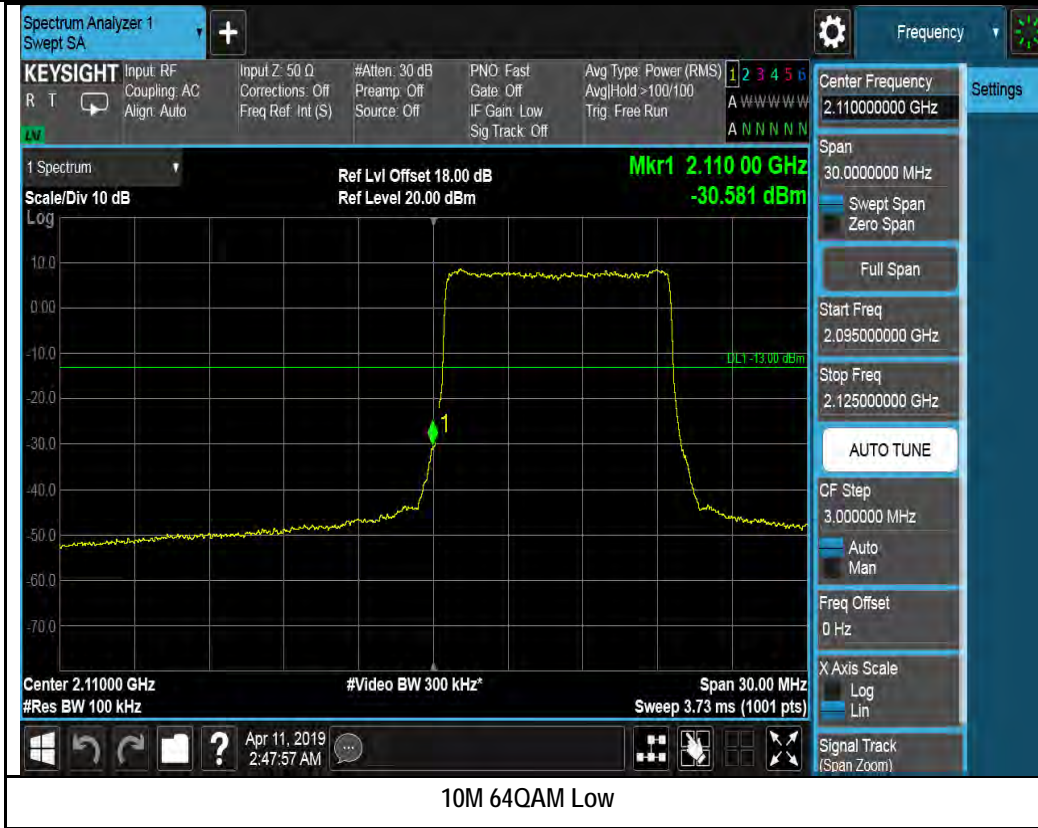 Spectrum Analyzer 1
Swept SA
+
Frequency
KEYSIGHT
R T
LV
Input: RF
Coupling: AC
Align: Auto
Input Z: 50 Ω
Corrections: Off
Freq Ref: Int (S)
#Atten: 30 dB
Preamp: Off
Source: Off
PNO: Fast
Gate: Off
IF Gain: Low
Sig Track: Off
Avg Type: Power (RMS)
Avg|Hold >100/100
Trig: Free Run
1 2 3 4 5 6
A W W W W W
A N N N N N
1 Spectrum
Scale/Div 10 dB
Ref Lvl Offset 18.00 dB
Ref Level 20.00 dBm
Mkr1 2.110 00 GHz
-30.581 dBm
Log
10.0
0.00
-10.0
-20.0
-30.0
-40.0
-50.0
-60.0
-70.0
DL1 -13.00 dBm
1
Center 2.11000 GHz
#Res BW 100 kHz
#Video BW 300 kHz*
Span 30.00 MHz
Sweep 3.73 ms (1001 pts)
?
Apr 11, 2019
2:47:57 AM
Center Frequency
2.110000000 GHz
Settings
Span
30.0000000 MHz
Swept Span
Zero Span
Full Span
Start Freq
2.095000000 GHz
Stop Freq
2.125000000 GHz
AUTO TUNE
CF Step
3.000000 MHz
Auto
Man
Freq Offset
0 Hz
X Axis Scale
Log
Lin
Signal Track
(Span Zoom)
10M 64QAM Low